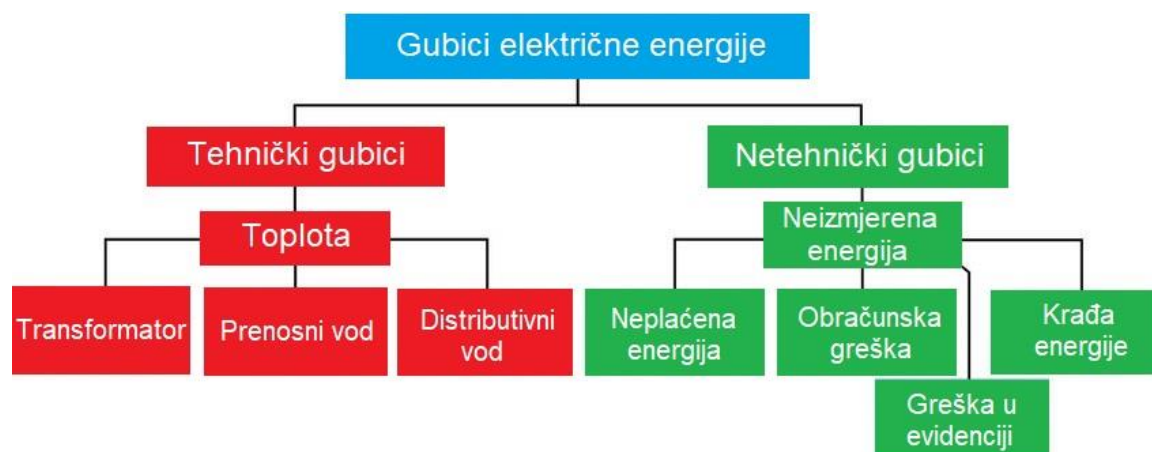 Gubici električne energije
Tehnički gubici
Netehnički gubici
Toplota
Neizmjerena
energija
Transformator
Prenosni vod
Distributivni
vod
Neplaćena
energija
Obračunska
greška
Krađa
energije
Greška u
evidenciji